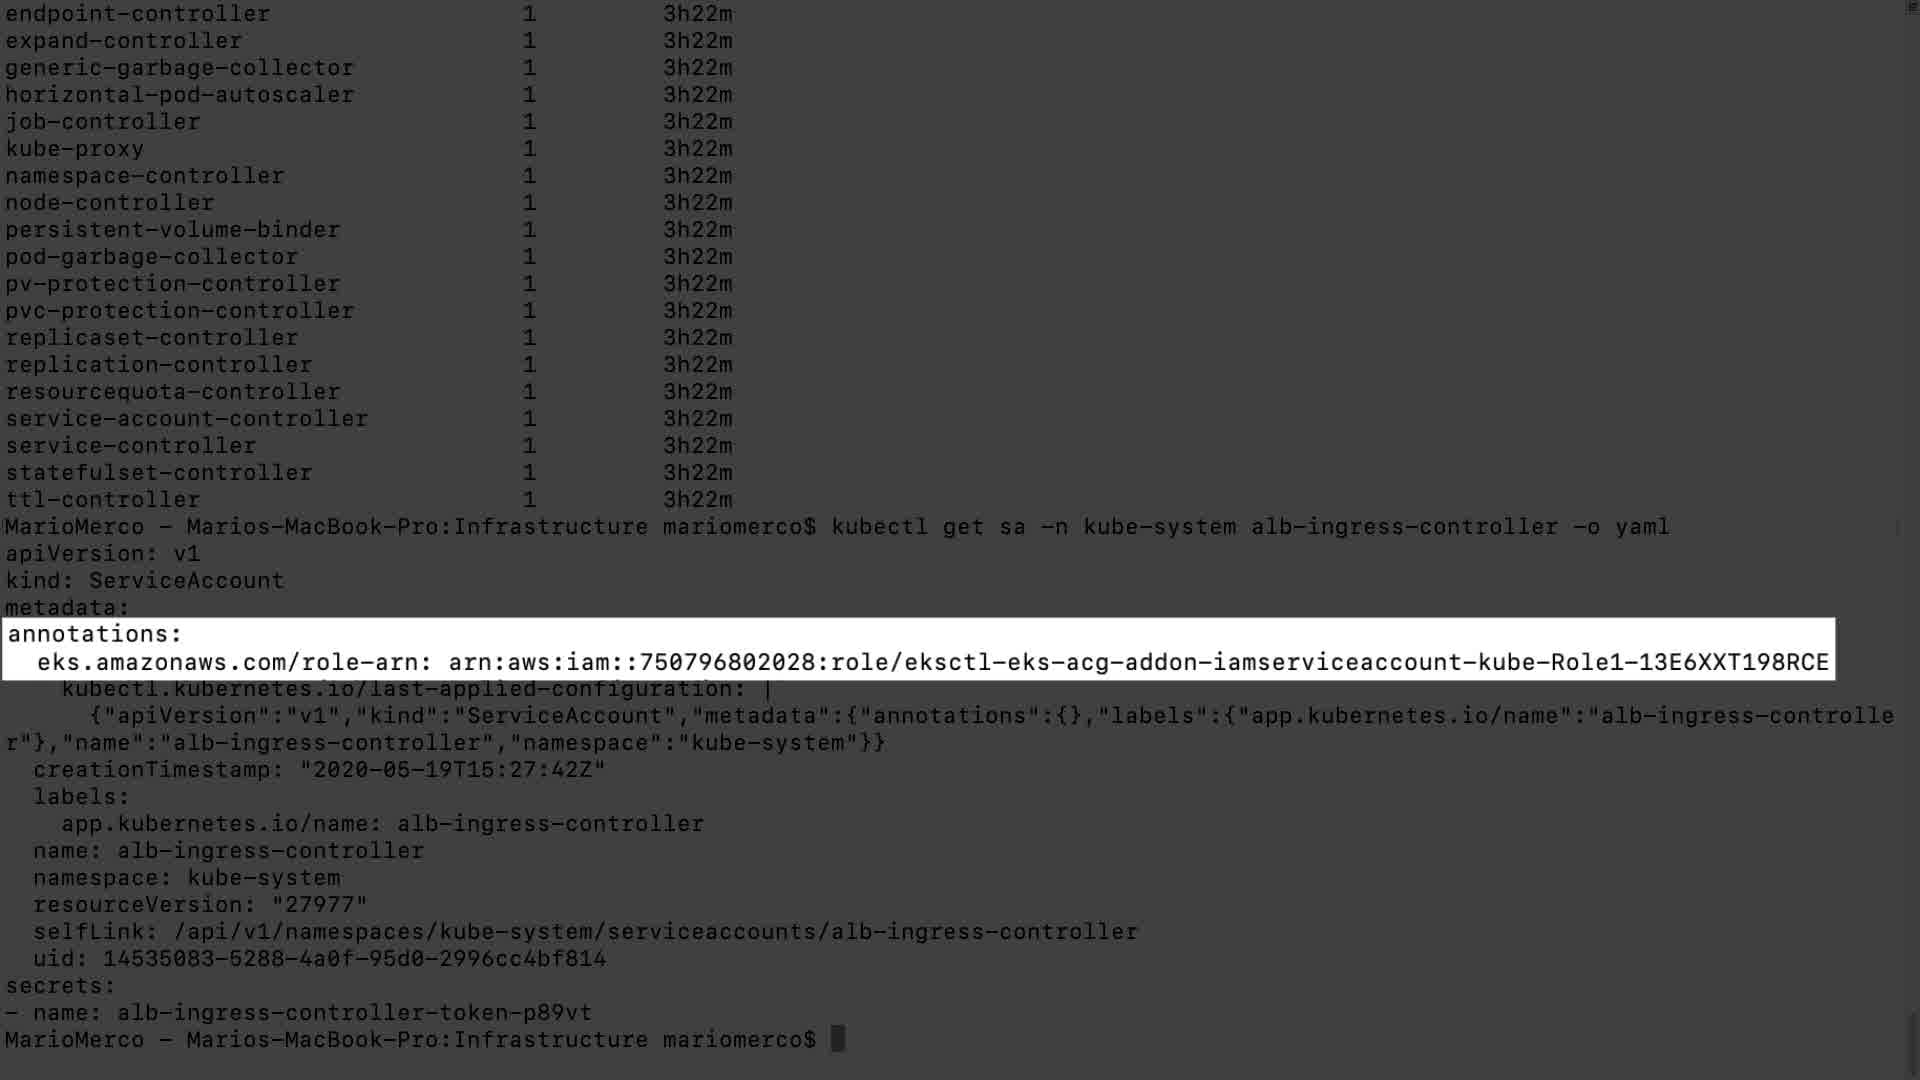 endpoint-controller 1 3h22m
expand-controller 1 3h22m
generic-garbage-collector 1 3h22m
horizontal-pod-autoscaler 1 3h22m
job-controller 1 3h22m
kube-proxy 1 3h22m
namespace-controller 1 3h22m
node-controller 1 3h22m
persistent-volume-binder 1 3h22m
pod-garbage-collector 1 3h22m
pv-protection-controller 1 3h22m
pvc-protection-controller 1 3h22m
replicaset-controller 1 3h22m
replication-controller 1 3h22m
resourcequota-controller 1 3h22m
service-account-controller 1 3h22m
service-controller 1 3h22m
statefulset-controller 1 3h22m
ttl-controller 1 3h22m
MarioMerco - Marios-MacBook-Pro:Infrastructure mariomerco$ kubectl get sa -n kube-system alb-ingress-controller -o yaml
apiVersion: v1
kind: ServiceAccount
metadata:
annotations:
eks.amazonaws.com/role-arn: arn:aws:iam::750796802028:role/eksctl-eks-acg-addon-iamserviceaccount-kube-Role1-13E6XXT198RCE
kubectl.kubernetes.io/last-applied-configuration: |
{"apiVersion":"v1","kind":"ServiceAccount","metadata":{"annotations":{},"labels":{"app.kubernetes.io/name":"alb-ingress-controlle
r"},"name":"alb-ingress-controller","namespace":"kube-system"}}
creationTimestamp: "2020-05-19T15:27:42Z"
labels:
app.kubernetes.io/name: alb-ingress-controller
name: alb-ingress-controller
namespace: kube-system
resourceVersion: "27977"
selfLink: /api/v1/namespaces/kube-system/serviceaccounts/alb-ingress-controller
uid: 14535083-5288-4a0f-95d0-2996cc4bf814
secrets:
- name: alb-ingress-controller-token-p89vt
MarioMerco - Marios-MacBook-Pro:Infrastructure mariomerco$